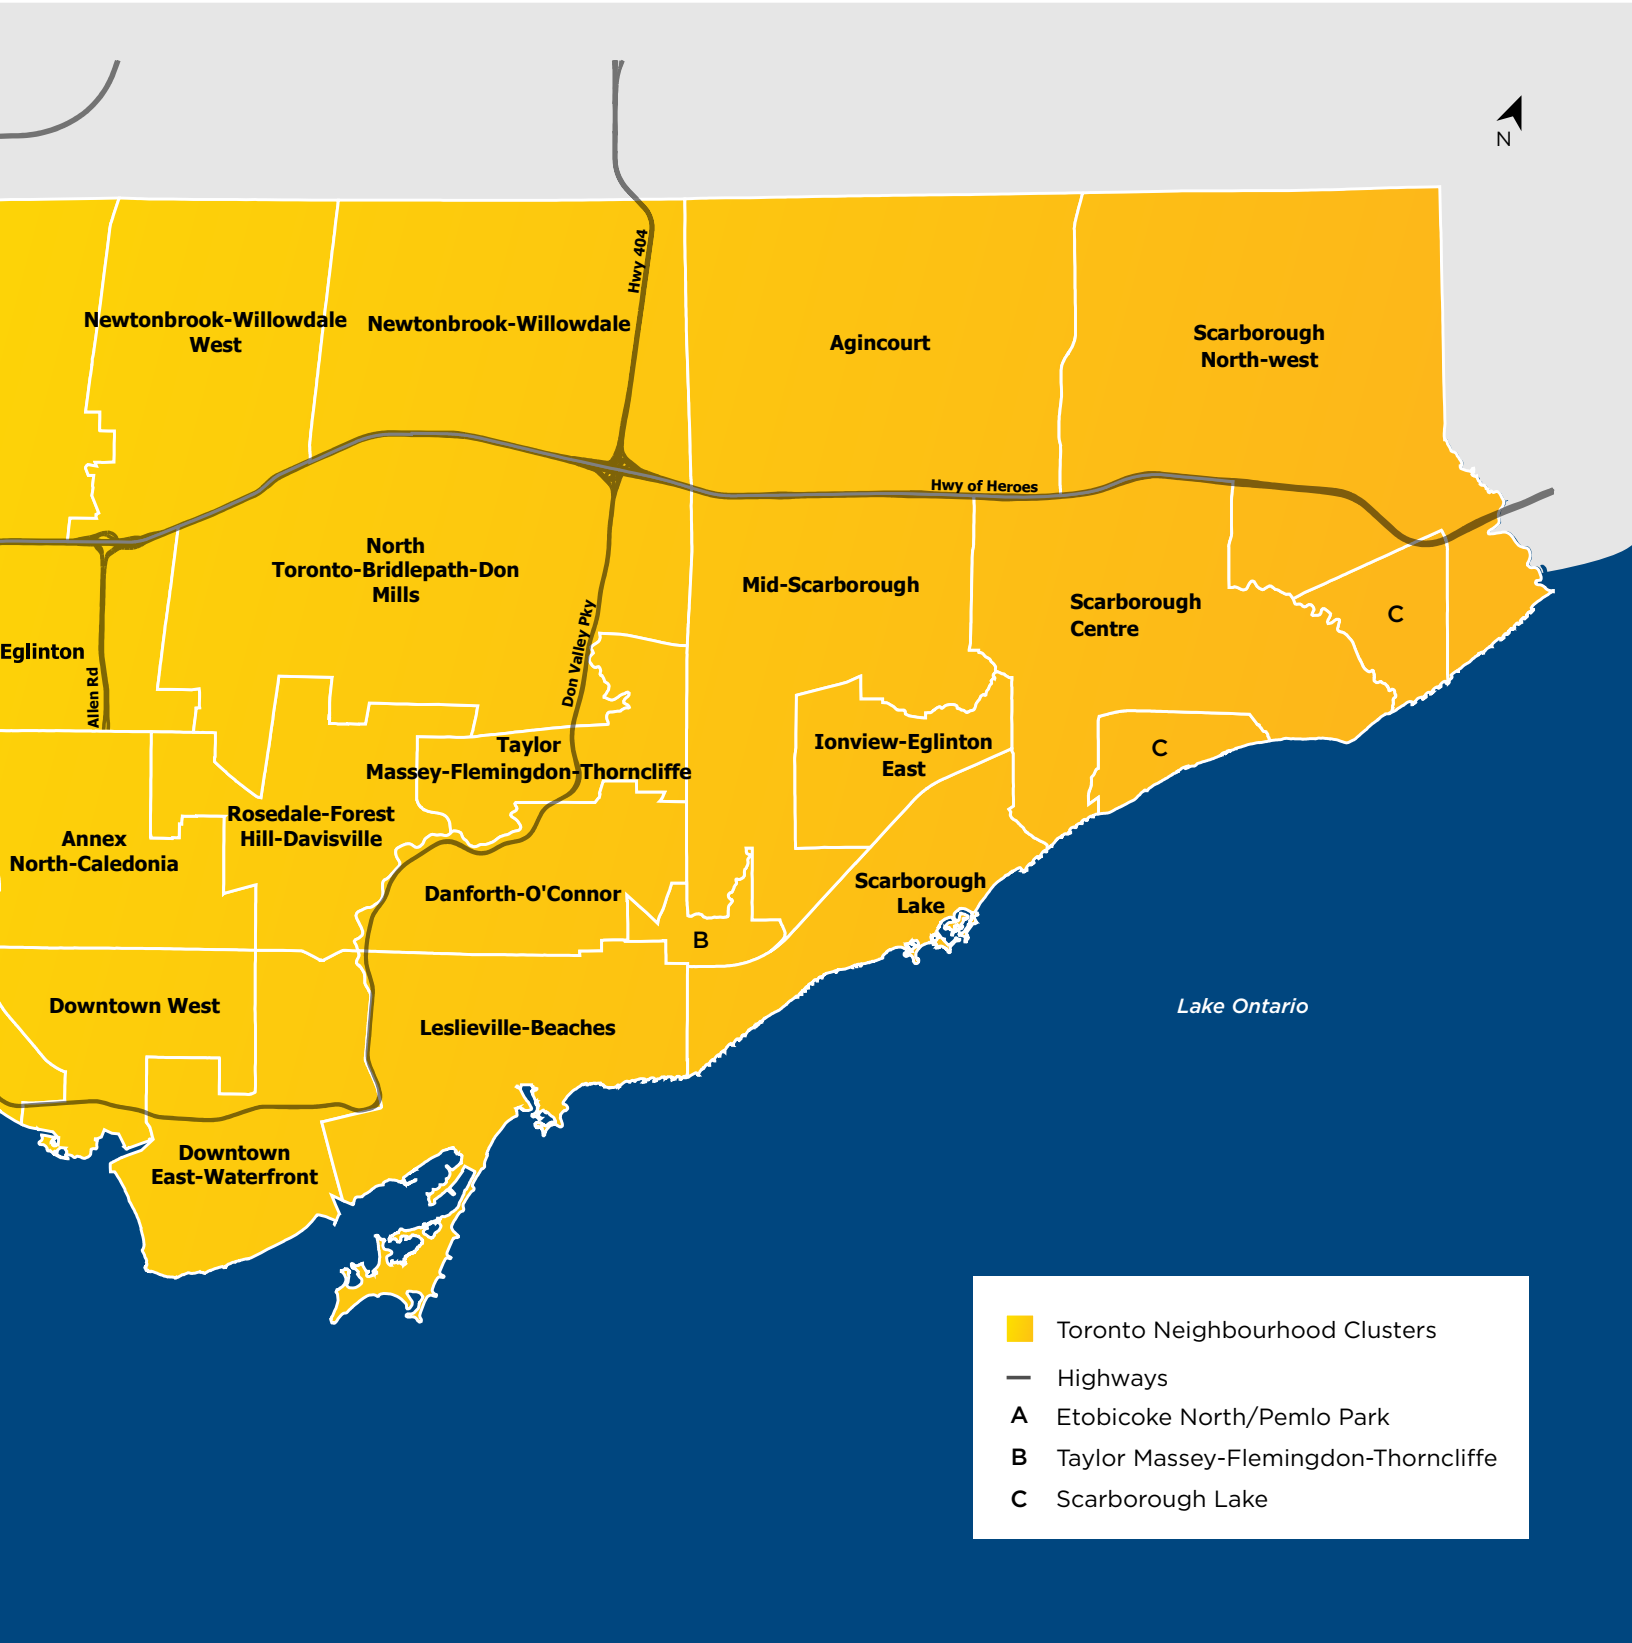 N
Hwy 404
Newtonbrook-Willowdale
West
Newtonbrook-Willowdale
Agincourt
Scarborough
North-west
Hwy of Heroes
North
Toronto-Bridlepath-Don
Mills
Mid-Scarborough
Scarborough
Centre
C
Eglinton
Allen Rd
Don Valley Pky
Taylor
Massey-Flemingdon-Thorncliffe
Ionview-Eglinton
East
C
Rosedale-Forest
Hill-Davisville
Annex
North-Caledonia
Danforth-O'Connor
Scarborough
Lake
B
Downtown West
Leslieville-Beaches
Lake Ontario
Downtown
East-Waterfront
Toronto Neighbourhood Clusters
Highways
A Etobicoke North/Pemlo Park
B Taylor Massey-Flemingdon-Thorncliffe
C Scarborough Lake